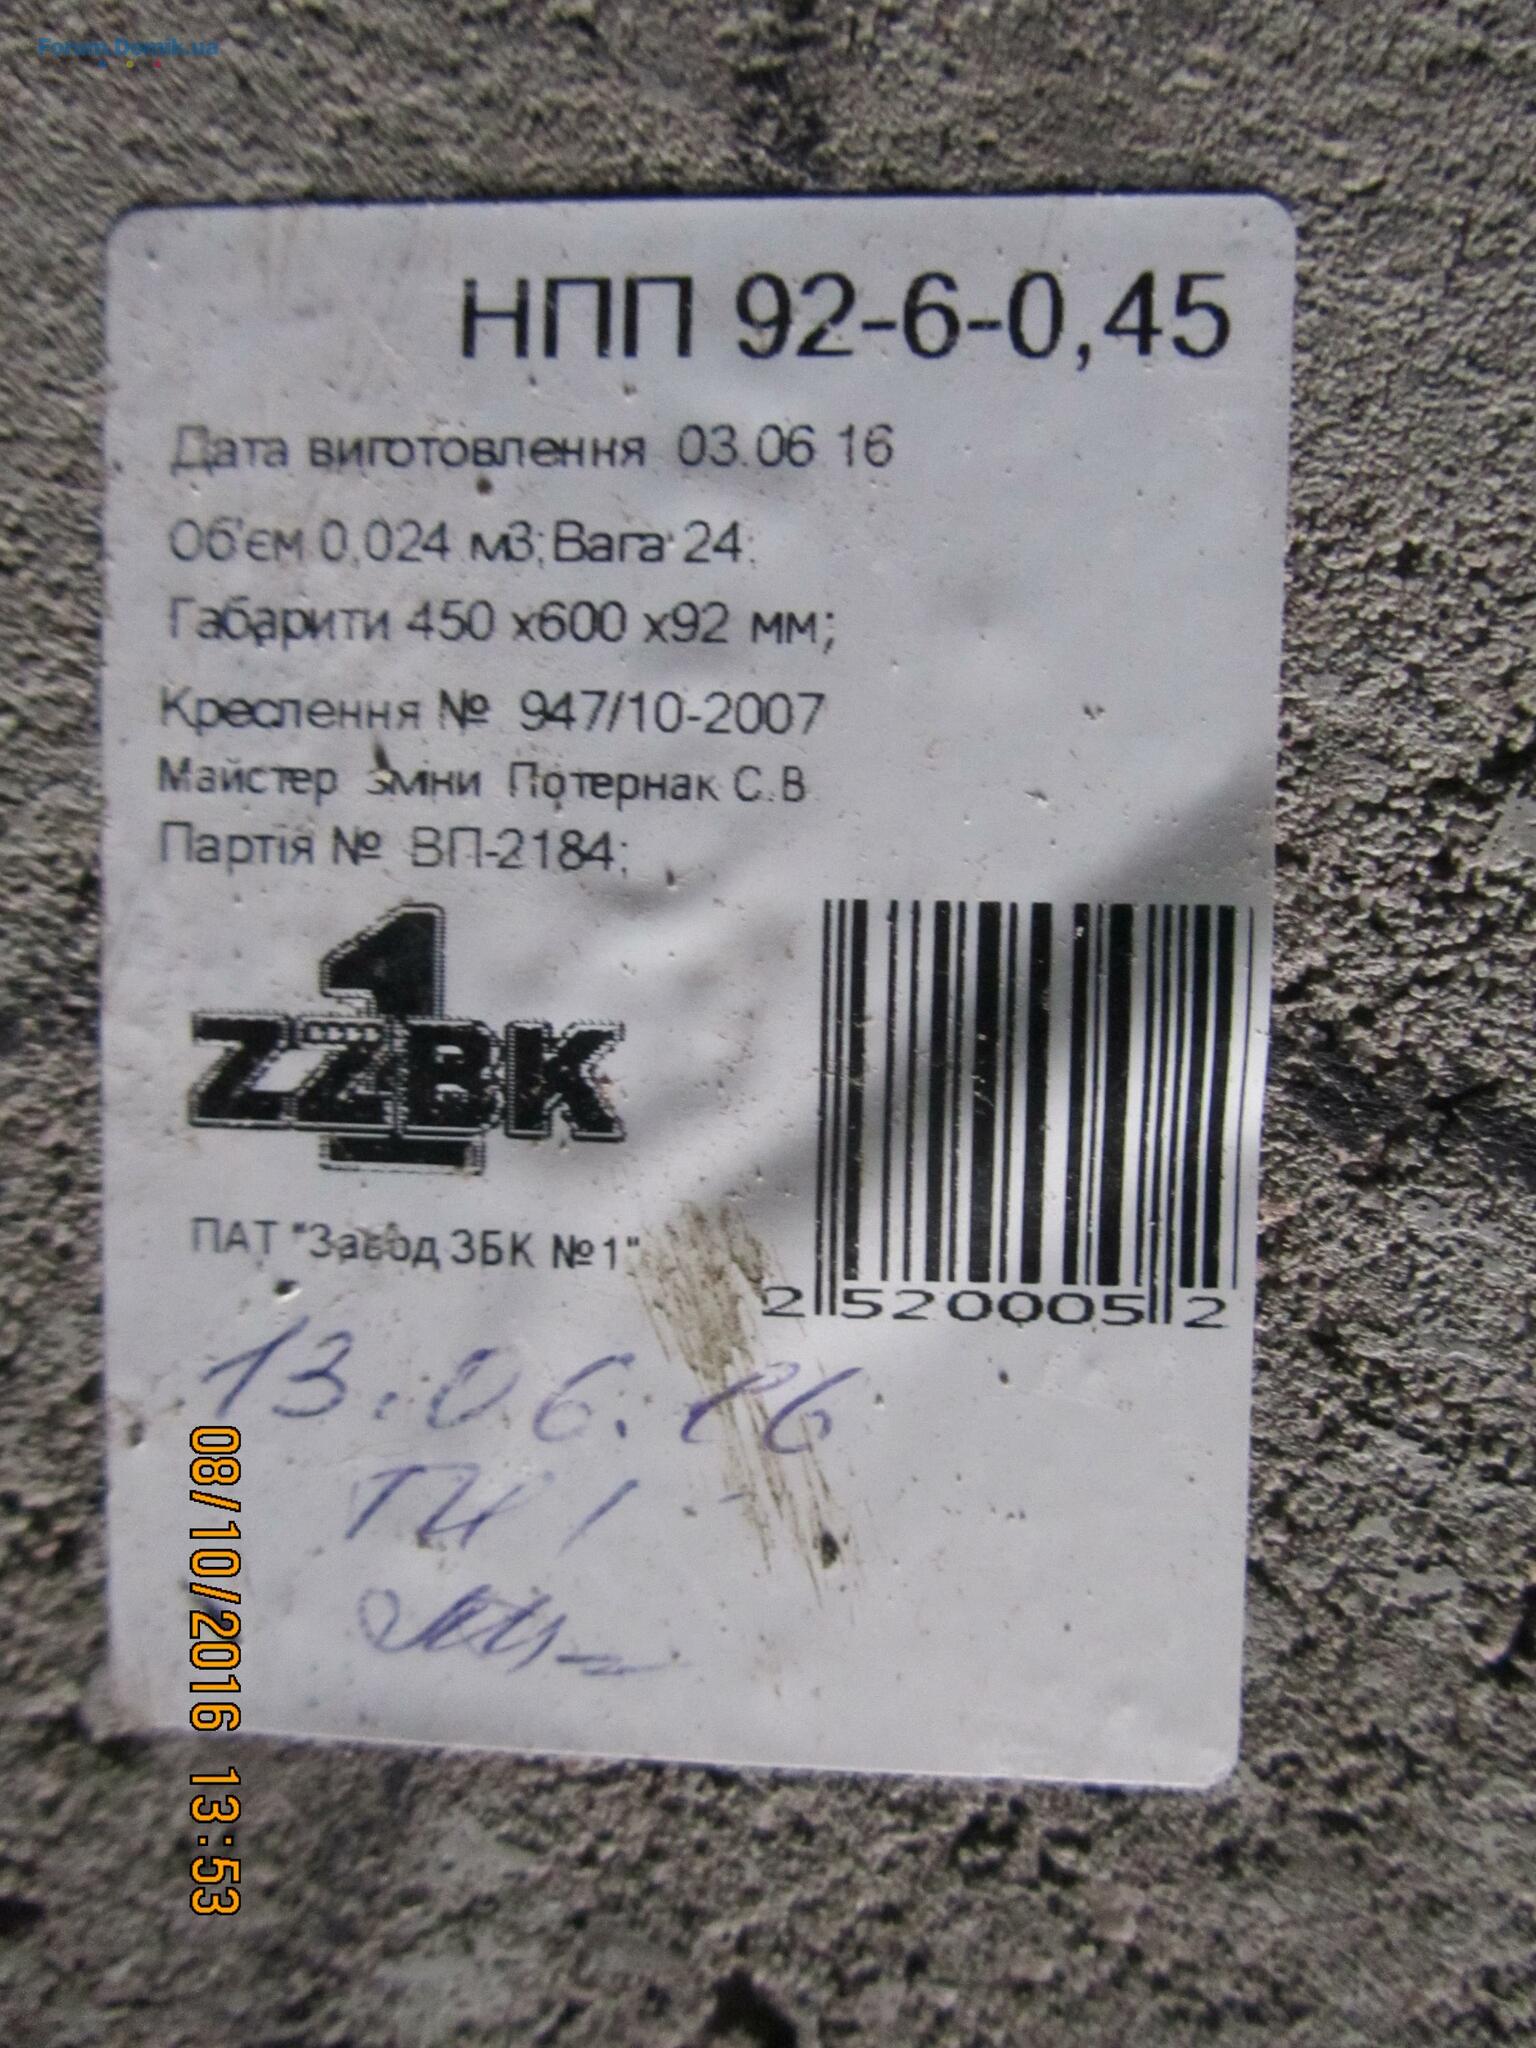 Forum.Domik.ua
НПП 92-6-0,45
Дата виготовлення 03.06 16
Об'єм 0,024 м3;Вага 24;
Габарити 450 х600 х92 мм;
Креслення № 947/10-2007
Майстер зміни Потернак С.В
Партія № ВП-2184;
1
ZZBK
ПАТ "Завод ЗБК №1"
2 520005 2
13.06.16
08/10/2016 13:53